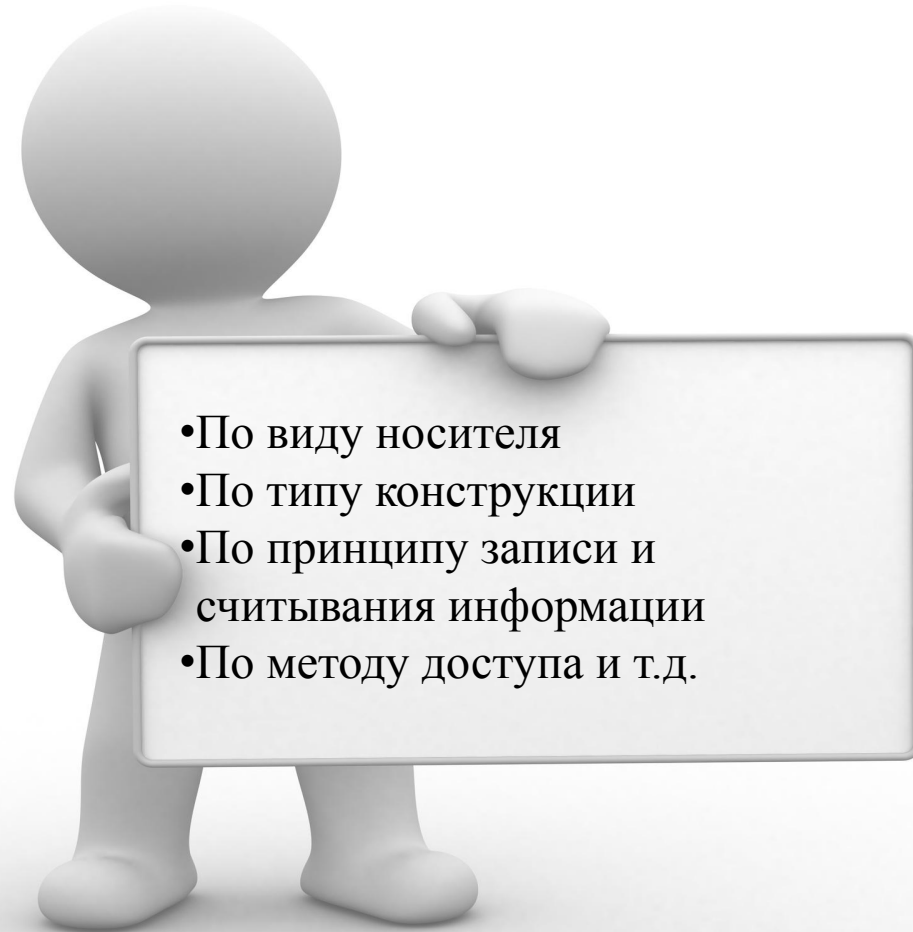 •По виду носителя
•По типу конструкции
•По принципу записи и
считывания информации
•По методу доступа и т.д.